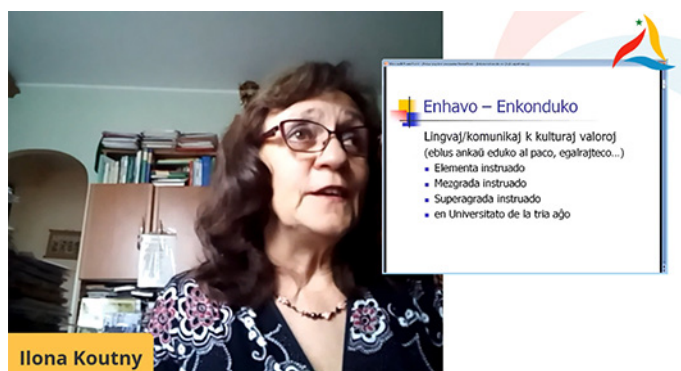 Enhavo – Enkonduko
Lingvaj/komunikaj k kulturaj valoroj
(eblus ankaŭ eduko al paco, egalrajteco...)
Elementa instruado
Mezgrada instruado
Superagrada instruado
en Universitato de la tria aĝo
Ilona Koutny